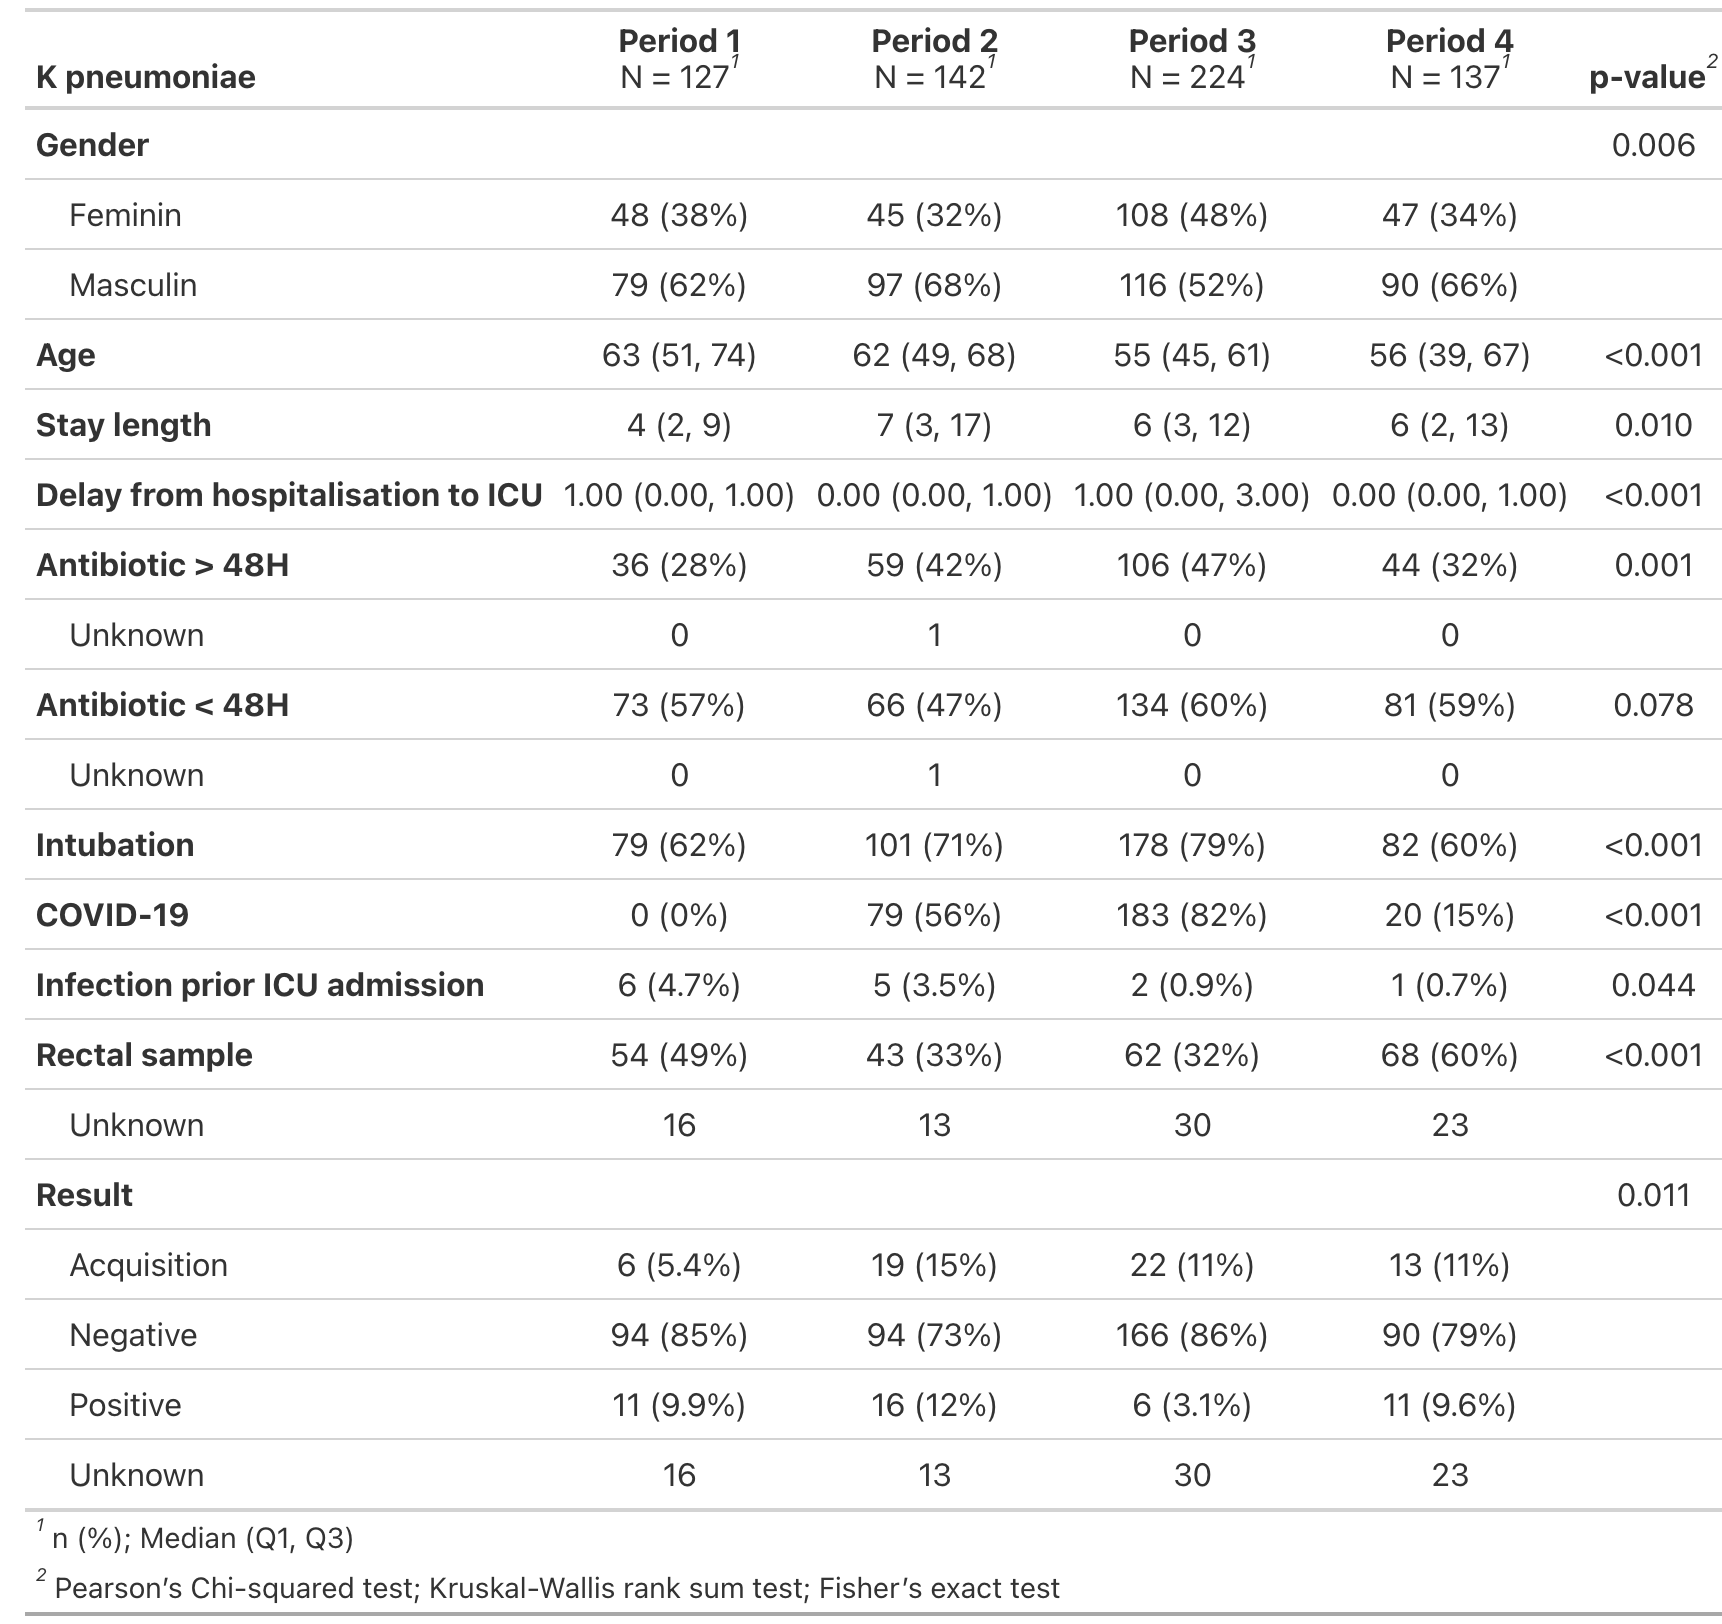 K pneumoniae Period 1 N = 127¹ Period 2 N = 142¹ Period 3 N = 224¹ Period 4 N = 137¹ p-value²
Gender 0.006
Feminin 48 (38%) 45 (32%) 108 (48%) 47 (34%)
Masculin 79 (62%) 97 (68%) 116 (52%) 90 (66%)
Age 63 (51, 74) 62 (49, 68) 55 (45, 61) 56 (39, 67) <0.001
Stay length 4 (2, 9) 7 (3, 17) 6 (3, 12) 6 (2, 13) 0.010
Delay from hospitalisation to ICU 1.00 (0.00, 1.00) 0.00 (0.00, 1.00) 1.00 (0.00, 3.00) 0.00 (0.00, 1.00) <0.001
Antibiotic > 48H 36 (28%) 59 (42%) 106 (47%) 44 (32%) 0.001
Unknown 0 1 0 0
Antibiotic < 48H 73 (57%) 66 (47%) 134 (60%) 81 (59%) 0.078
Unknown 0 1 0 0
Intubation 79 (62%) 101 (71%) 178 (79%) 82 (60%) <0.001
COVID-19 0 (0%) 79 (56%) 183 (82%) 20 (15%) <0.001
Infection prior ICU admission 6 (4.7%) 5 (3.5%) 2 (0.9%) 1 (0.7%) 0.044
Rectal sample 54 (49%) 43 (33%) 62 (32%) 68 (60%) <0.001
Unknown 16 13 30 23
Result 0.011
Acquisition 6 (5.4%) 19 (15%) 22 (11%) 13 (11%)
Negative 94 (85%) 94 (73%) 166 (86%) 90 (79%)
Positive 11 (9.9%) 16 (12%) 6 (3.1%) 11 (9.6%)
Unknown 16 13 30 23
¹ n (%); Median (Q1, Q3)
² Pearson's Chi-squared test; Kruskal-Wallis rank sum test; Fisher's exact test